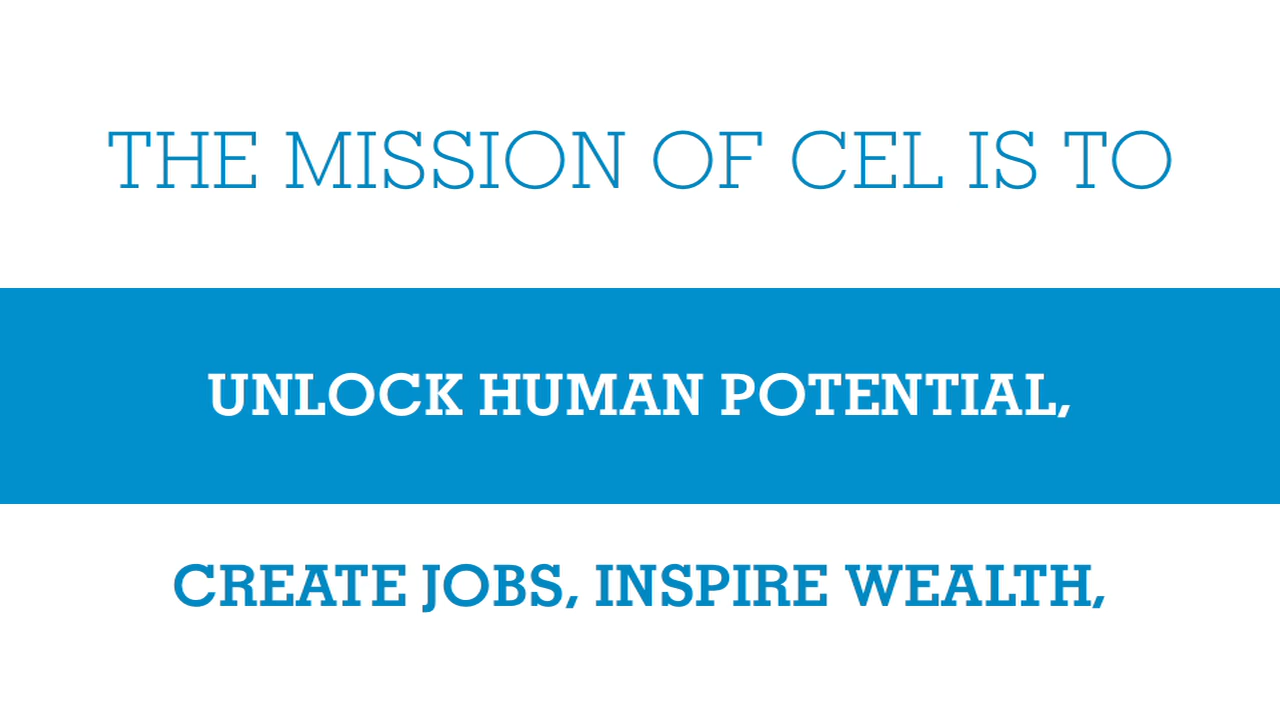 THE MISSION OF CEL IS TO
UNLOCK HUMAN POTENTIAL,
CREATE JOBS, INSPIRE WEALTH,